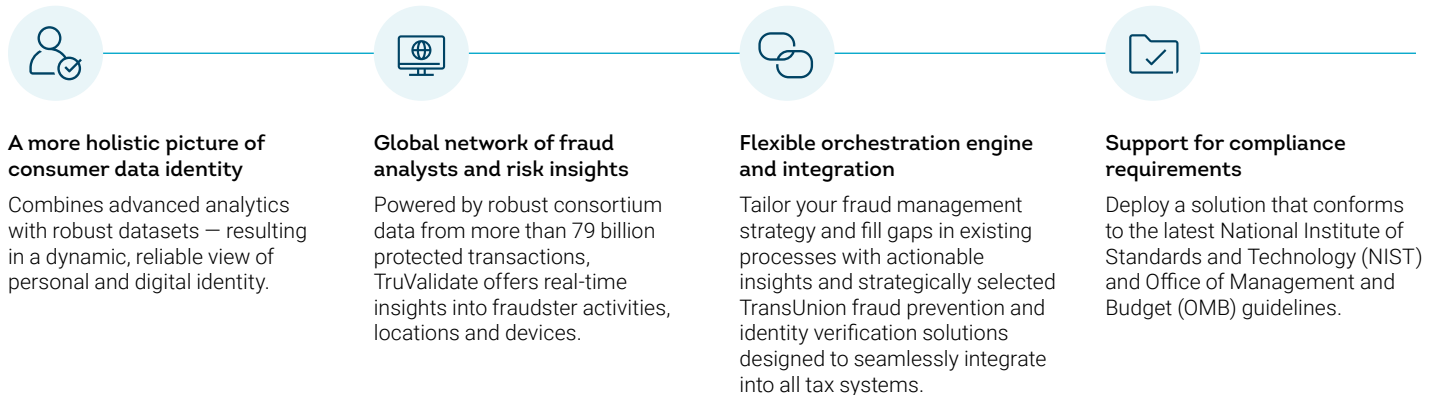 A more holistic picture of
consumer data identity
Combines advanced analytics
with robust datasets — resulting
in a dynamic, reliable view of
personal and digital identity.
Global network of fraud
analysts and risk insights
Powered by robust consortium
data from more than 79 billion
protected transactions,
TruValidate offers real-time
insights into fraudster activities,
locations and devices.
Flexible orchestration engine
and integration
Tailor your fraud management
strategy and fill gaps in existing
processes with actionable
insights and strategically selected
TransUnion fraud prevention and
identity verification solutions
designed to seamlessly integrate
into all tax systems.
Support for compliance
requirements
Deploy a solution that conforms
to the latest National Institute of
Standards and Technology (NIST)
and Office of Management and
Budget (OMB) guidelines.